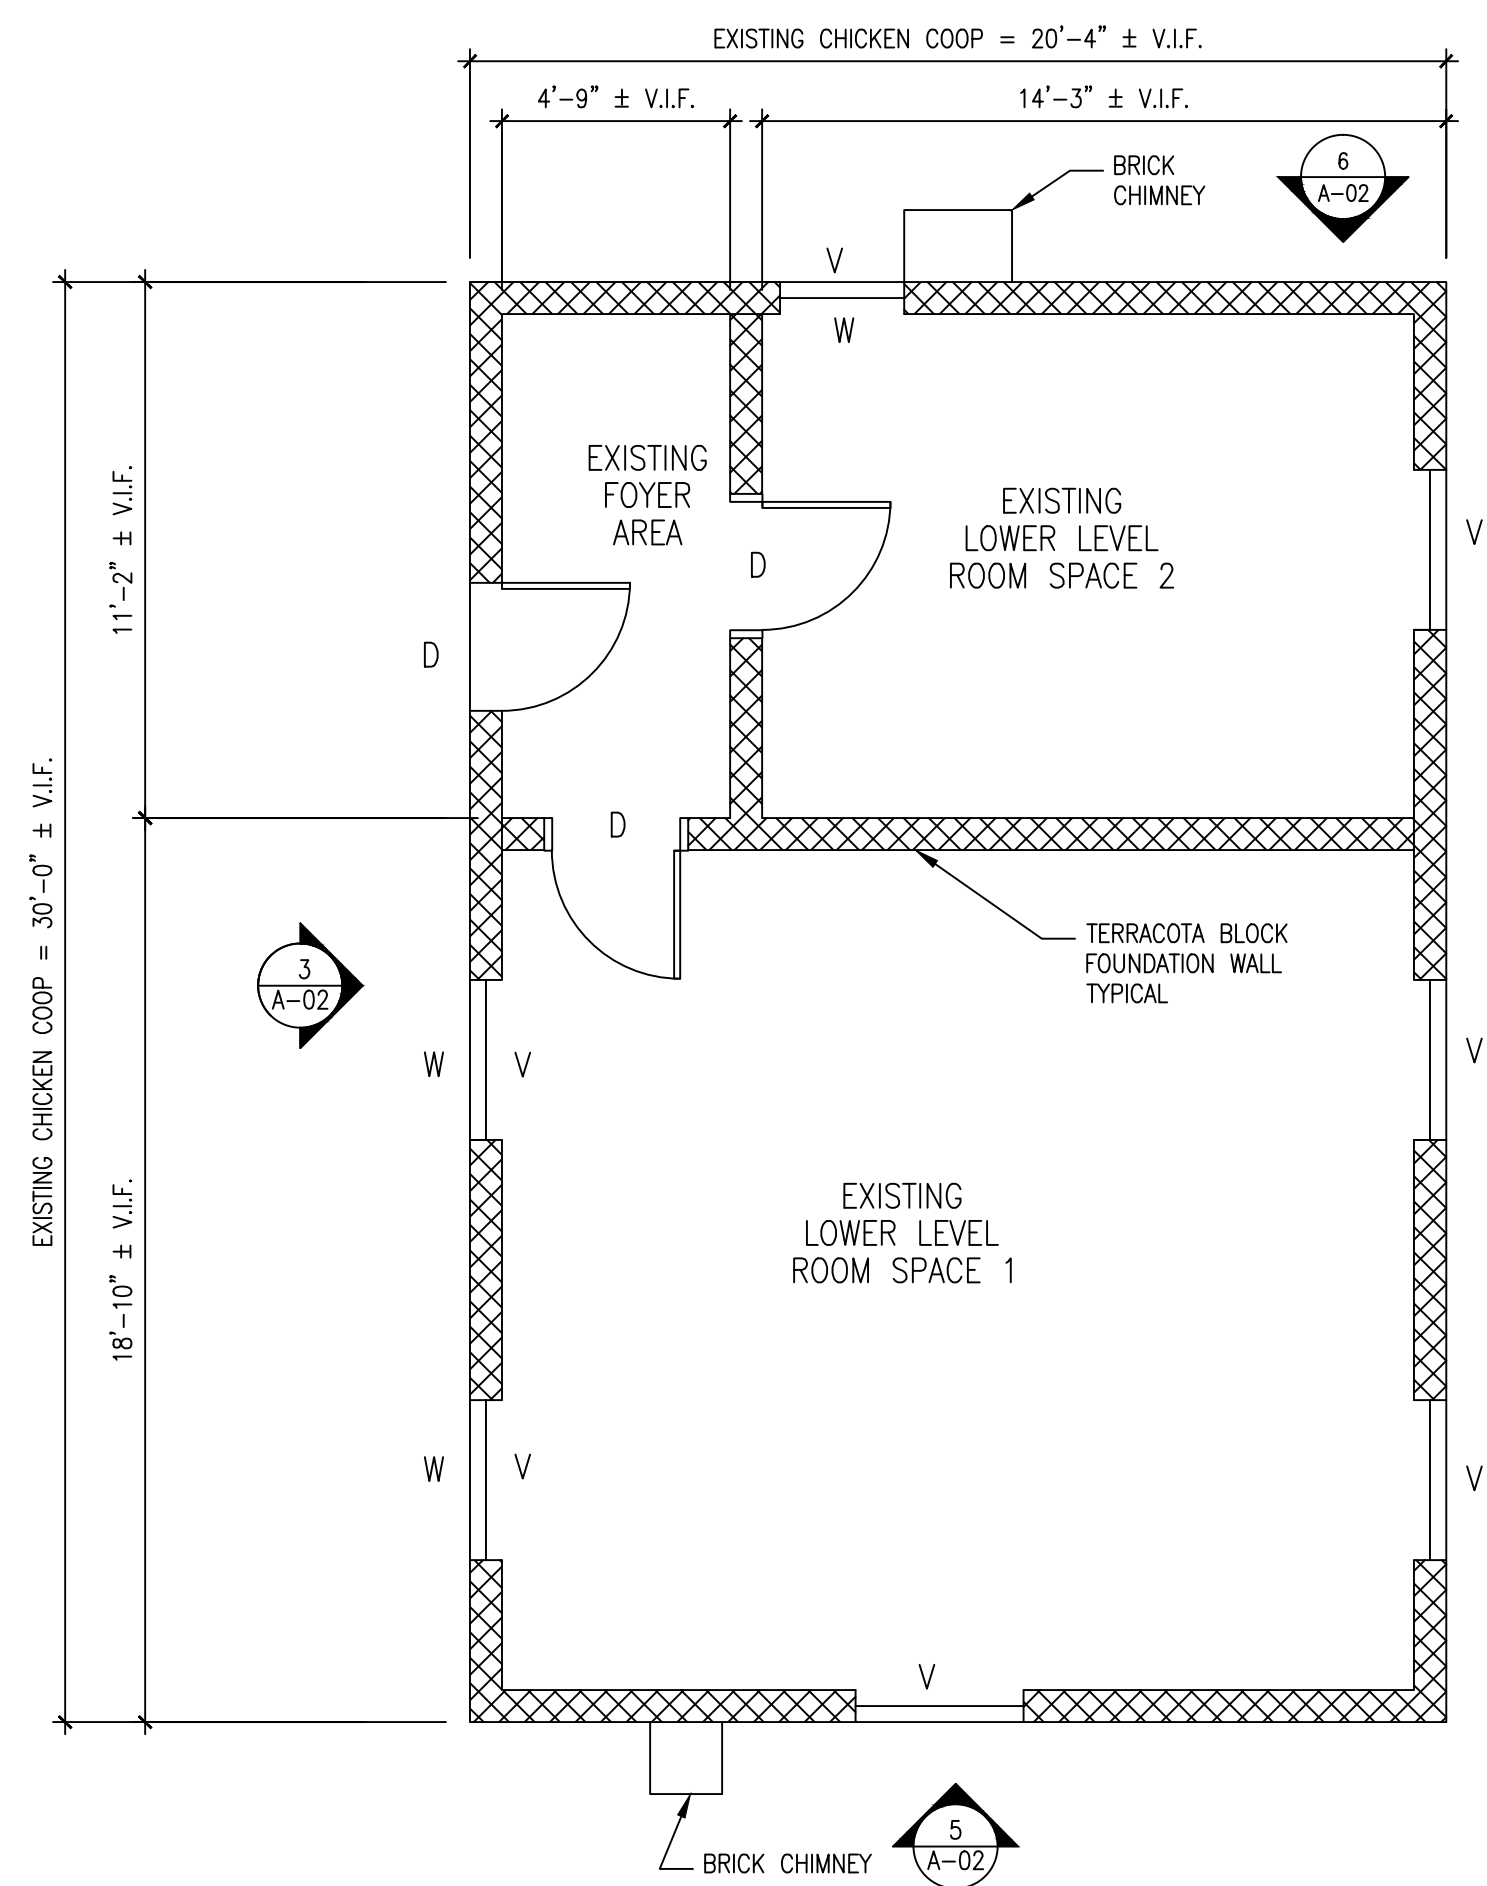 EXISTING CHICKEN COOP = 20'-4" ± V.I.F.
4'-9" ± V.I.F.
14'-3" ± V.I.F.
BRICK
CHIMNEY
6
A-02
V
W
EXISTING
FOYER
AREA
EXISTING
LOWER LEVEL
ROOM SPACE 2
V
D
D
D
11'-2" ± V.I.F.
EXISTING CHICKEN COOP = 30'-0" ± V.I.F.
18'-10" ± V.I.F.
TERRACOTA BLOCK
FOUNDATION WALL
TYPICAL
3
A-02
W
V
V
EXISTING
LOWER LEVEL
ROOM SPACE 1
W
V
V
V
BRICK CHIMNEY
5
A-02